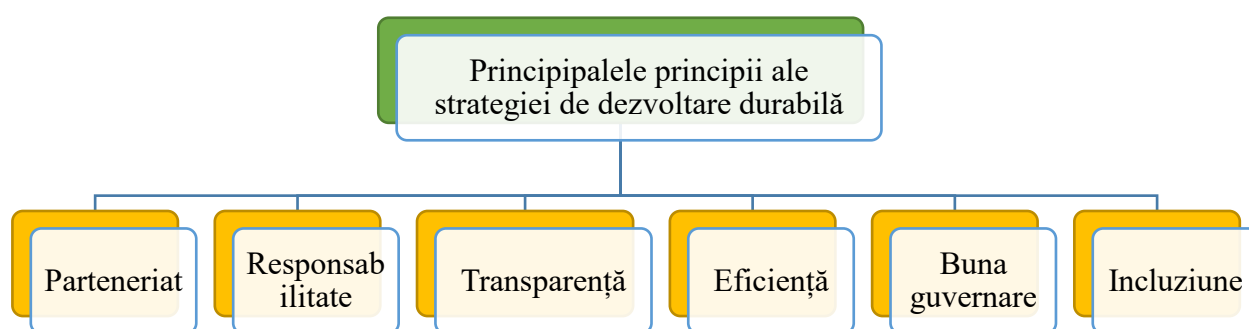 Principipalele principii ale
strategiei de dezvoltare durabilă
Parteneriat
Responsab
ilitate
Transparență
Eficiență
Buna
guvernare
Incluziune